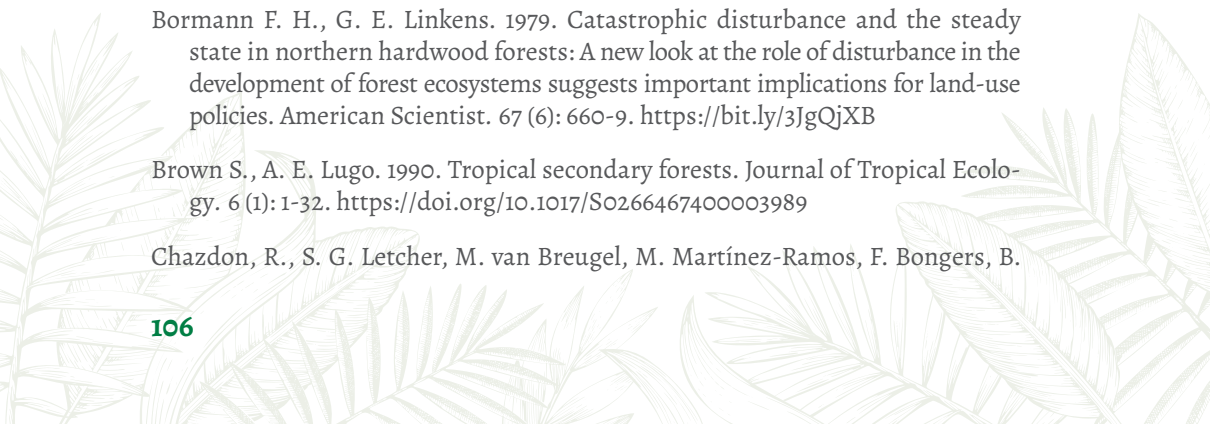 Bormann F. H., G. E. Linkens. 1979. Catastrophic disturbance and the steady
state in northern hardwood forests: A new look at the role of disturbance in the
development of forest ecosystems suggests important implications for land-use
policies. American Scientist. 67 (6): 660-9. https://bit.ly/3JgQjXB
Brown S., A. E. Lugo. 1990. Tropical secondary forests. Journal of Tropical Ecolo-
gy. 6 (1): 1-32. https://doi.org/10.1017/S0266467400003989
Chazdon, R., S. G. Letcher, M. van Breugel, M. Martínez-Ramos, F. Bongers, B.
106